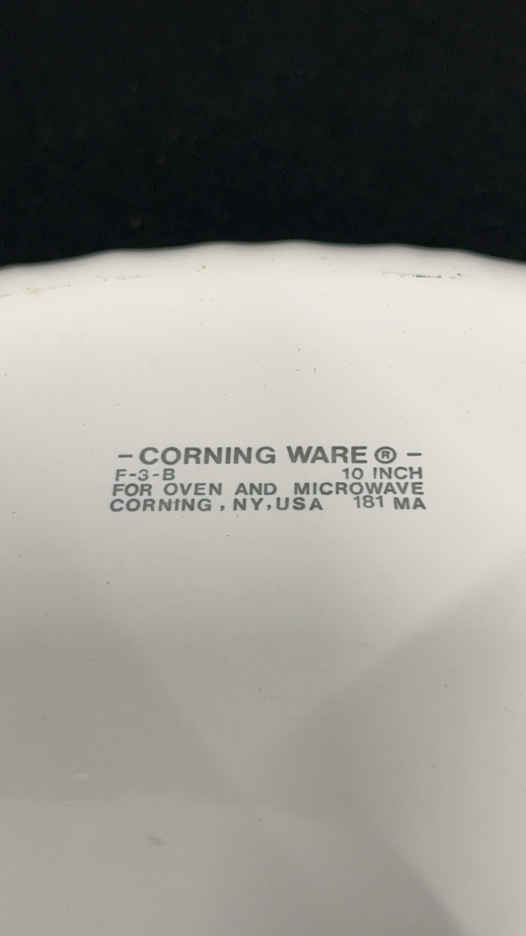 - CORNING WARE ® -
F-3-B 10 INCH
FOR OVEN AND MICROWAVE
CORNING, NY, USA 181 MA